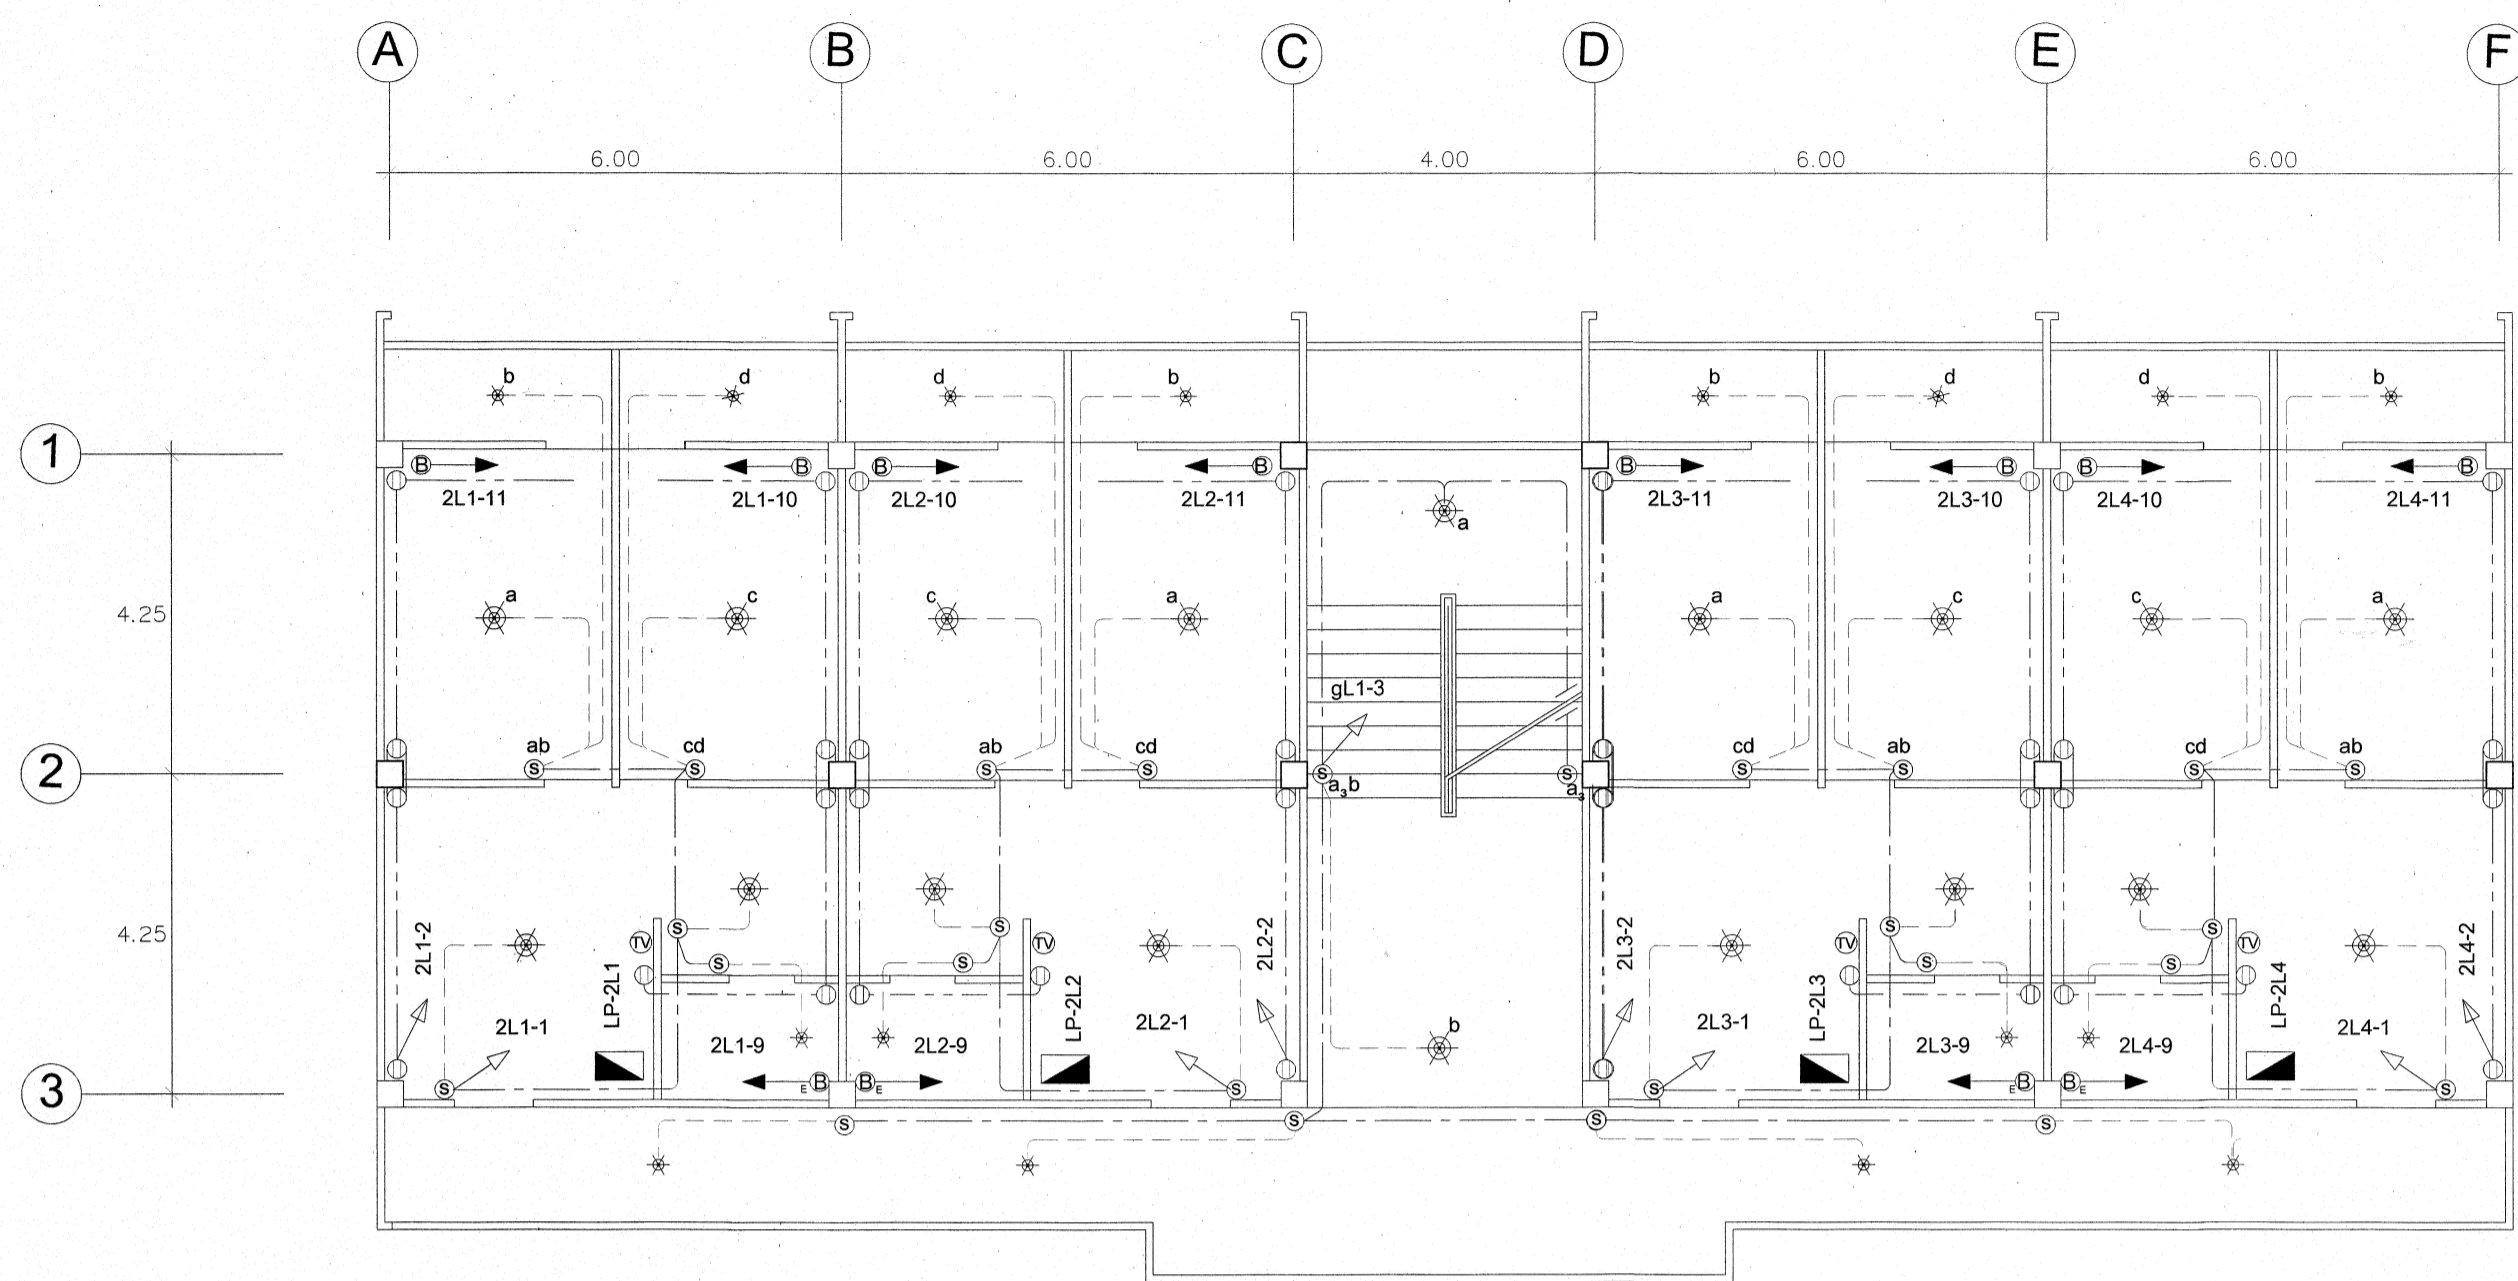 A B C D E F
6.00 6.00 4.00 6.00 6.00
b d d b b d d b
1
B B B B B B B B
2L1-11 2L1-10 2L2-10 2L2-11 2L3-11 2L3-10 2L4-10 2L4-11
a
4.25
a c c a a c c a
gL1-3
ab cd ab cd cd ab cd ab
2
S S S S S S S S S S
a₃b a₃
4.25
S S S S
TV TV TV TV
S S S S
2L1-2 2L2-2 2L3-2 2L4-2
LP-2L1 LP-2L2 LP-2L3 LP-2L4
2L1-1 2L2-1 2L3-1 2L4-1
b
2L1-9 2L2-9 2L3-9 2L4-9
3
S E B B E S S E B B E S
S S S S